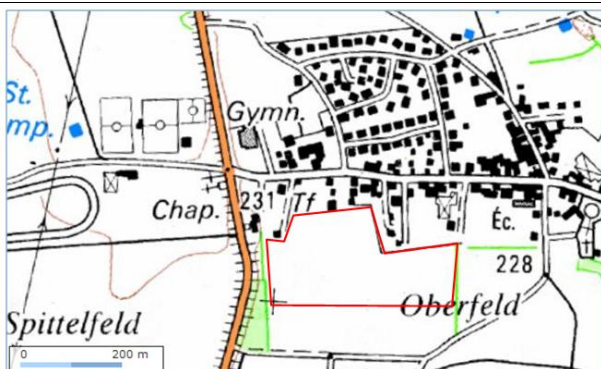 St.
mp.
Gymn.
Chap.
231
Tf
Éc.
228
Spittelfeld
Oberfeld
0 200 m